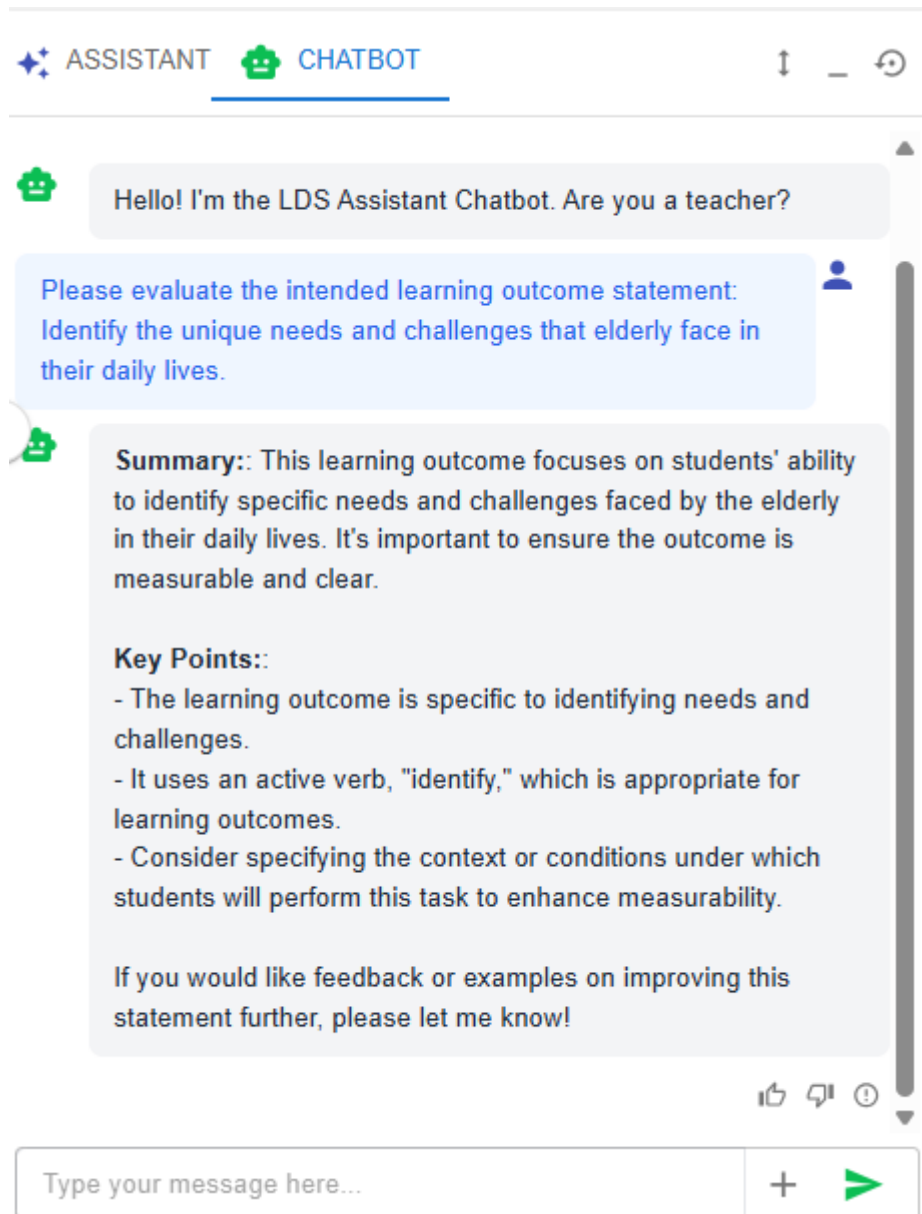 ASSISTANT CHATBOT
Hello! I'm the LDS Assistant Chatbot. Are you a teacher?
Please evaluate the intended learning outcome statement:
Identify the unique needs and challenges that elderly face in
their daily lives.
Summary:: This learning outcome focuses on students' ability
to identify specific needs and challenges faced by the elderly
in their daily lives. It's important to ensure the outcome is
measurable and clear.
Key Points::
- The learning outcome is specific to identifying needs and
challenges.
- It uses an active verb, "identify," which is appropriate for
learning outcomes.
- Consider specifying the context or conditions under which
students will perform this task to enhance measurability.
If you would like feedback or examples on improving this
statement further, please let me know!
Type your message here...